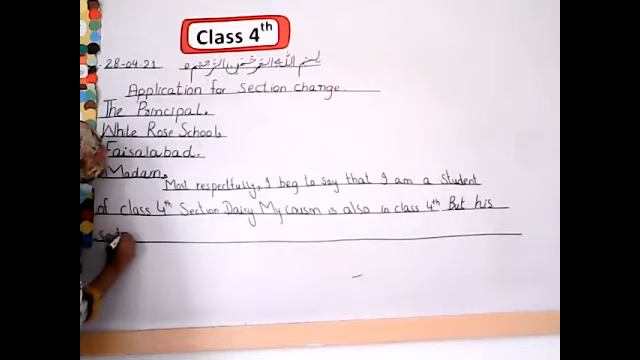 Class 4th
28-04-21 بسم اللہ الرحمٰن الرحیم
Application for section change
The Principal.
White Rose School
Faisalabad.
Madam.
Most respectfully, I beg to say that I am a student
of class 4th Section Daisy My cousin is also in class 4th But his